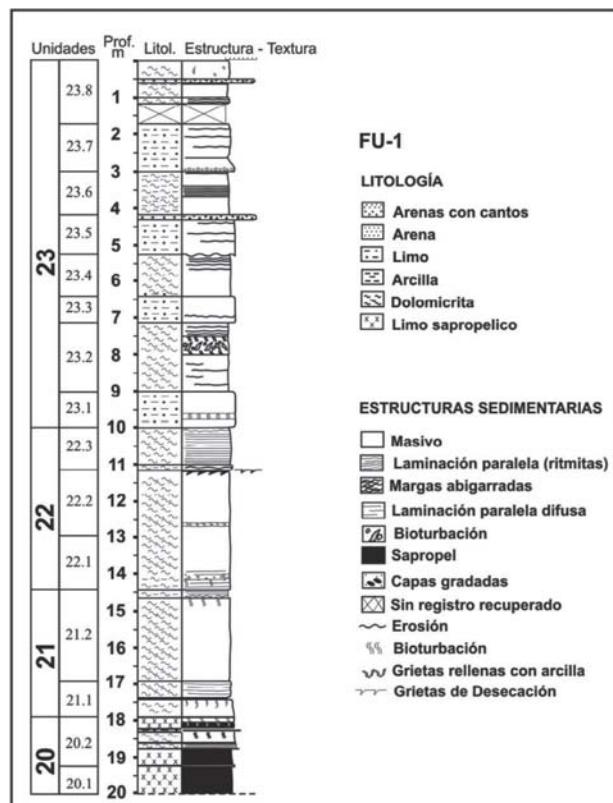 Unidades Prof. m Litol. Estructura - Textura
23
23.8
23.7
23.6
23.5
23.4
23.3
23.2
23.1
22
22.3
22.2
22.1
21
21.2
21.1
20
20.2
20.1
1
2
3
4
5
6
7
8
9
10
11
12
13
14
15
16
17
18
19
20
FU-1
LITOLOGÍA
Arenas con cantos
Arena
Limo
Arcilla
Dolomicrita
Limo sapropelico
ESTRUCTURAS SEDIMENTARIAS
Masivo
Laminación paralela (ritmitas)
Margas abigarradas
Laminación paralela difusa
Bioturbación
Sapropel
Capas gradadas
Sin registro recuperado
Erosión
Bioturbación
Grietas rellenas con arcilla
Grietas de Desecación